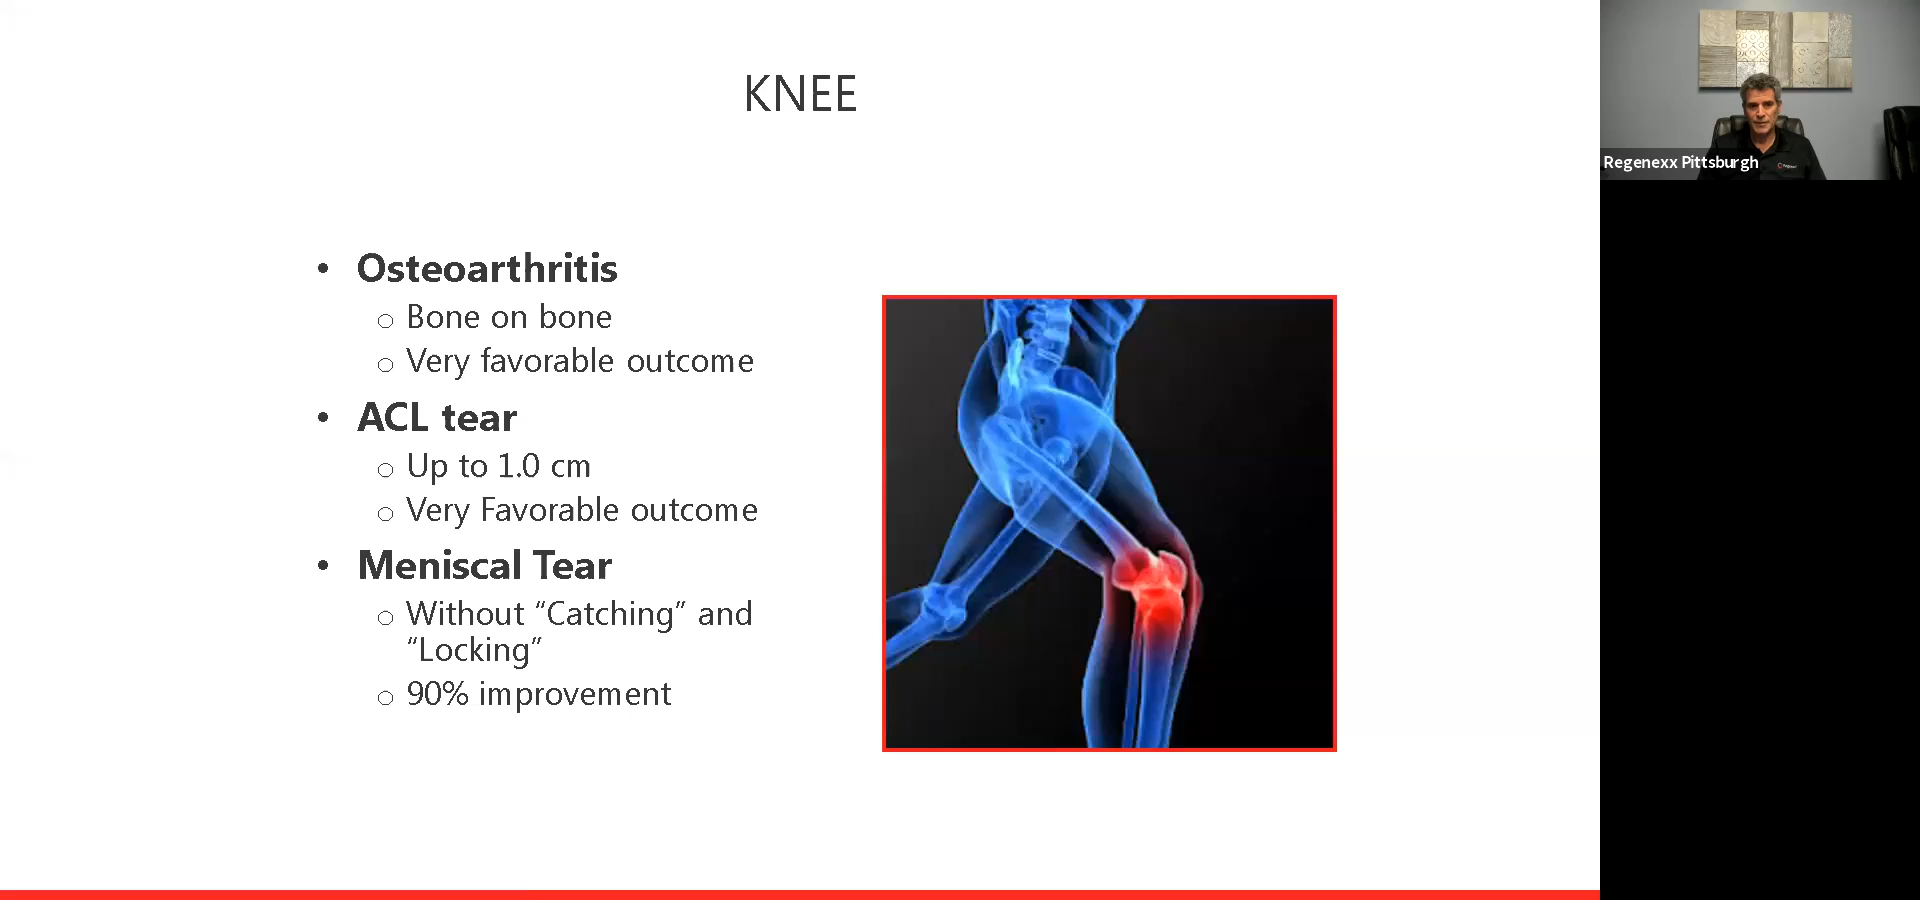 KNEE
• Osteoarthritis
○ Bone on bone
○ Very favorable outcome
• ACL tear
○ Up to 1.0 cm
○ Very Favorable outcome
• Meniscal Tear
○ Without “Catching” and
“Locking”
○ 90% improvement
Regenexx Pittsburgh